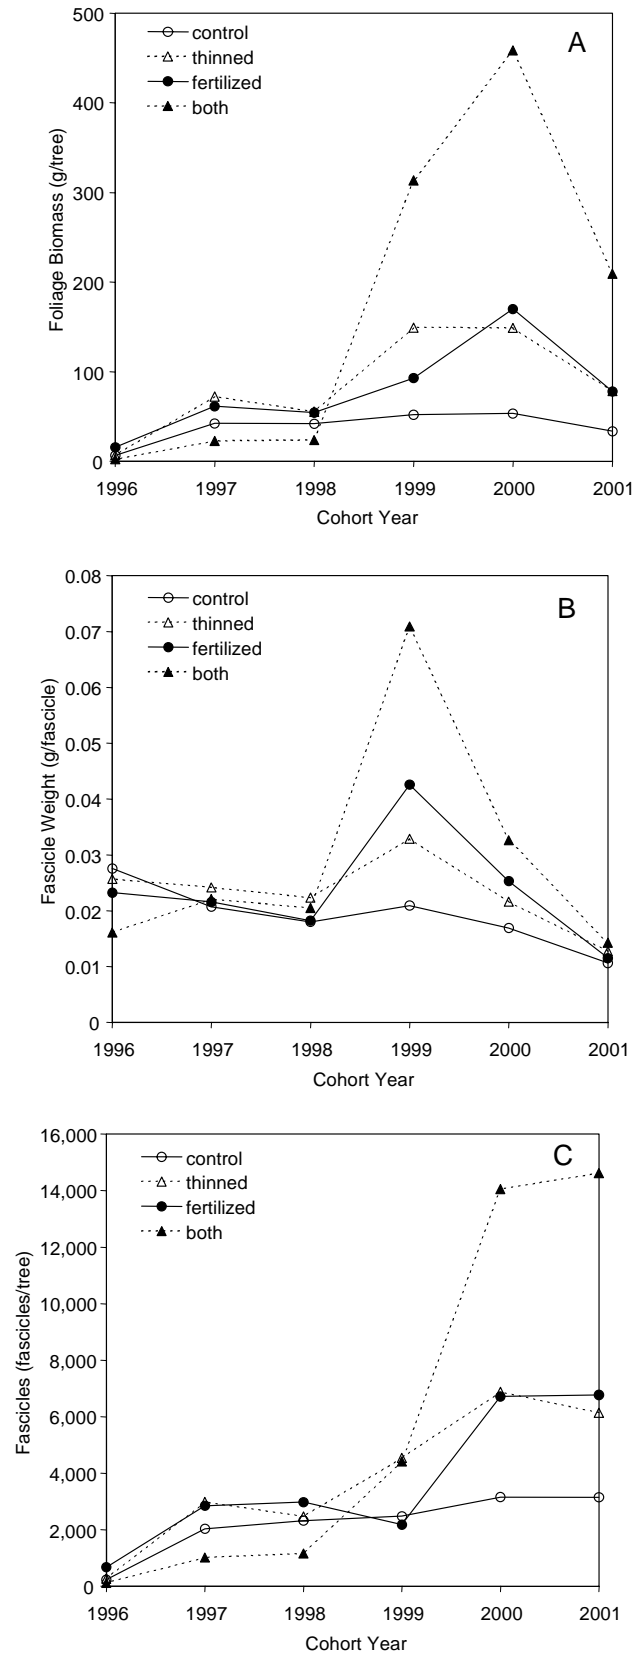 A
control
thinned
fertilized
both
500
400
300
200
100
0
Foliage Biomass (g/tree)
1996 1997 1998 1999 2000 2001
Cohort Year
B
control
thinned
fertilized
both
0.08
0.07
0.06
0.05
0.04
0.03
0.02
0.01
0
Fascicle Weight (g/fascicle)
1996 1997 1998 1999 2000 2001
Cohort Year
C
control
thinned
fertilized
both
16,000
14,000
12,000
10,000
8,000
6,000
4,000
2,000
0
Fascicles (fascicles/tree)
1996 1997 1998 1999 2000 2001
Cohort Year